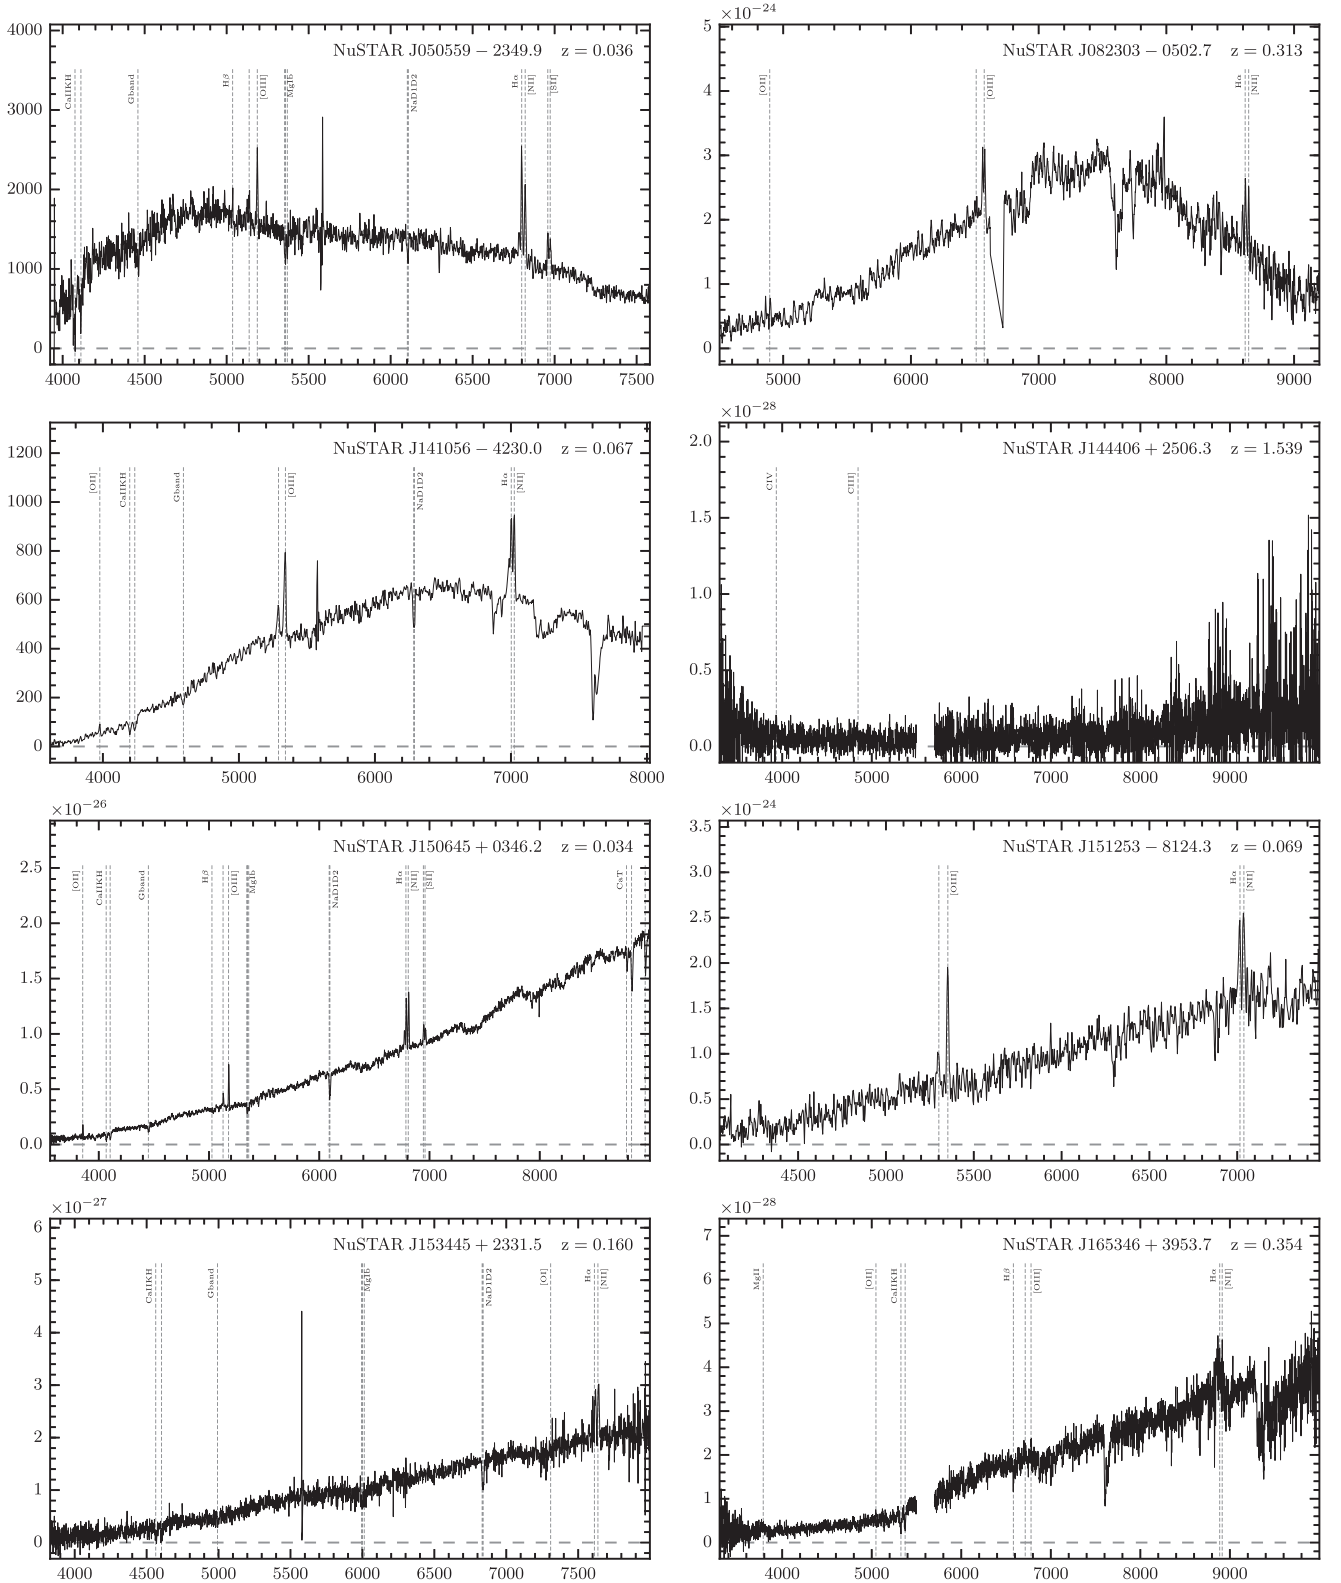 NuSTAR J050559 − 2349.9 z = 0.036
CaIIKH Gband Hβ [OIII] MgIb NaD1D2 Hα [NII] [SII]
4000
3000
2000
1000
0
4000 4500 5000 5500 6000 6500 7000 7500
×10−24
NuSTAR J082303 − 0502.7 z = 0.313
[OII] [OIII] Hα [NII]
5
4
3
2
1
0
5000 6000 7000 8000 9000
NuSTAR J141056 − 4230.0 z = 0.067
[OII] CaIIKH Gband [OIII] NaD1D2 Hα [NII]
1200
1000
800
600
400
200
0
4000 5000 6000 7000 8000
×10−28
NuSTAR J144406 + 2506.3 z = 1.539
CIV CIII]
2.0
1.5
1.0
0.5
0.0
4000 5000 6000 7000 8000 9000
×10−26
NuSTAR J150645 + 0346.2 z = 0.034
[OII] CaIIKH Gband Hβ [OIII] MgIb NaD1D2 Hα [NII] [SII] CaT
2.5
2.0
1.5
1.0
0.5
0.0
4000 5000 6000 7000 8000
×10−24
NuSTAR J151253 − 8124.3 z = 0.069
[OIII] Hα [NII]
3.5
3.0
2.5
2.0
1.5
1.0
0.5
0.0
4500 5000 5500 6000 6500 7000
×10−27
NuSTAR J153445 + 2331.5 z = 0.160
CaIIKH Gband MgIb NaD1D2 [OI] Hα [NII]
6
5
4
3
2
1
0
4000 4500 5000 5500 6000 6500 7000 7500
×10−28
NuSTAR J165346 + 3953.7 z = 0.354
MgII [OII] CaIIKH Hβ [OIII] Hα [NII]
7
6
5
4
3
2
1
0
4000 5000 6000 7000 8000 9000